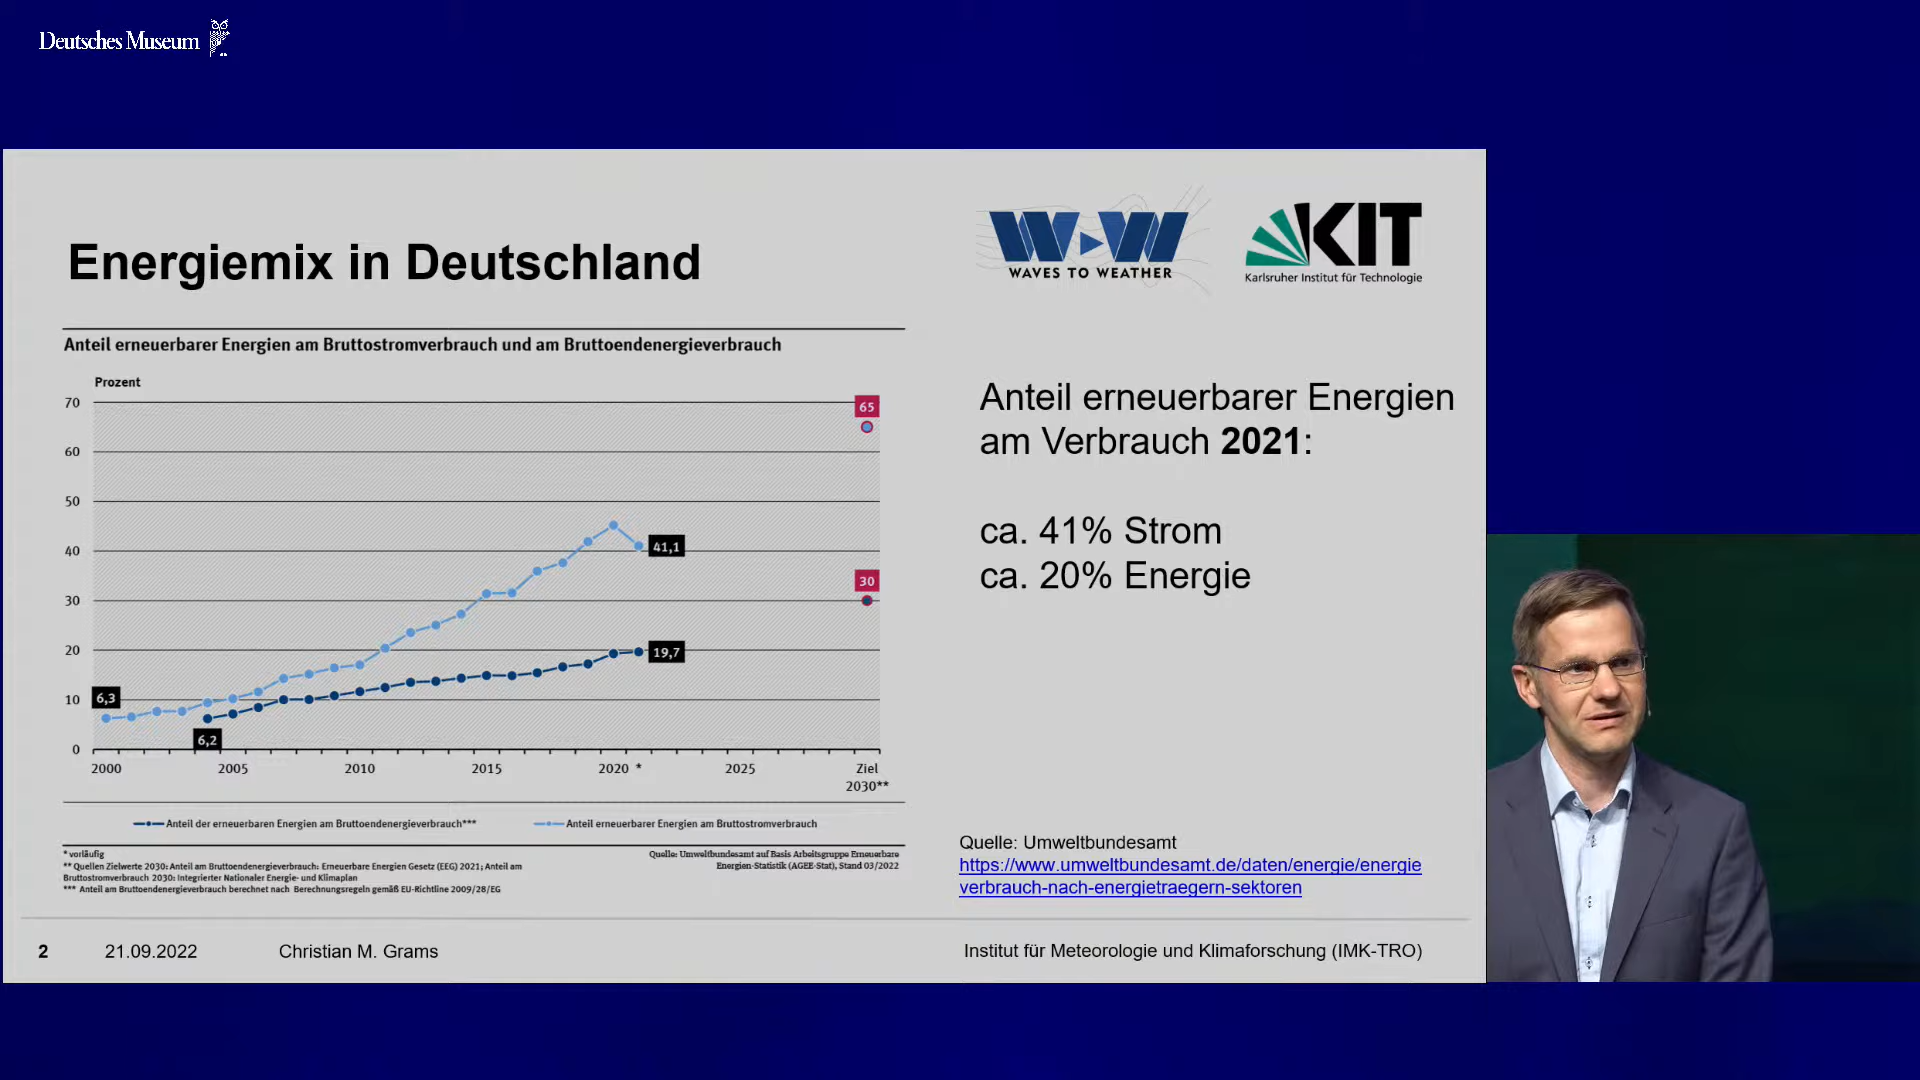 Deutsches Museum
Energiemix in Deutschland
WAVES TO WEATHER
KIT
Karlsruher Institut für Technologie
Anteil erneuerbarer Energien am Bruttostromverbrauch und am Bruttoendenergieverbrauch
Prozent
70
60
50
40
30
20
10
0
65
41,1
30
19,7
6,3
6,2
2000 2005 2010 2015 2020 * 2025 Ziel
2030**
Anteil der erneuerbaren Energien am Bruttoendenergieverbrauch*** Anteil erneuerbarer Energien am Bruttostromverbrauch
* vorläufig
** Quellen Zielwerte 2030: Anteil am Bruttoendenergieverbrauch: Erneuerbare Energien Gesetz (EEG) 2021; Anteil am
Bruttostromverbrauch 2030: Integrierter Nationaler Energie- und Klimaplan
*** Anteil am Bruttoendenergieverbrauch berechnet nach Berechnungsregeln gemäß EU-Richtlinie 2009/28/EG
Quelle: Umweltbundesamt auf Basis Arbeitsgruppe Erneuerbare
Energien-Statistik (AGEE-Stat), Stand 03/2022
Anteil erneuerbarer Energien
am Verbrauch 2021:
ca. 41% Strom
ca. 20% Energie
Quelle: Umweltbundesamt
https://www.umweltbundesamt.de/daten/energie/energie
verbrauch-nach-energietraegern-sektoren
2 21.09.2022 Christian M. Grams Institut für Meteorologie und Klimaforschung (IMK-TRO)